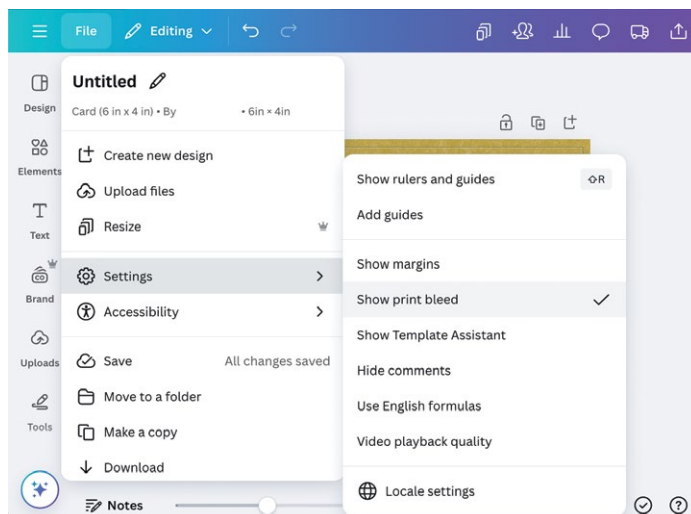 File
Editing
Untitled
Card (6 in x 4 in) • By • 6in × 4in
Create new design
Upload files
Resize
Settings
Accessibility
Save All changes saved
Move to a folder
Make a copy
Download
Design
Elements
Text
CO
Brand
Uploads
Tools
Show rulers and guides ⇧R
Add guides
Show margins
Show print bleed
Show Template Assistant
Hide comments
Use English formulas
Video playback quality
Locale settings
Notes